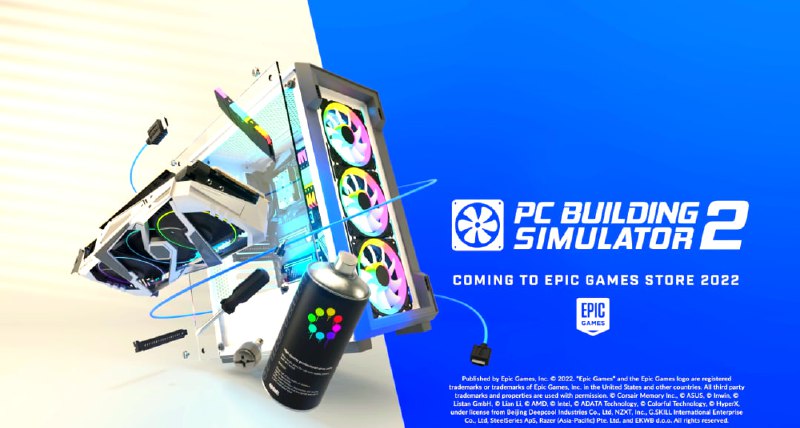 PC BUILDING
SIMULATOR 2
COMING TO EPIC GAMES STORE 2022
EPIC
GAMES
Published by Epic Games, Inc. © 2022. "Epic Games" and the Epic Games logo are registered
trademarks or trademarks of Epic Games, Inc. in the United States and other countries. All third party
trademarks and properties are used with permission. © Corsair Memory Inc., © ASUS, © Inwin, ©
Listan GmbH. © Lian Li, © AMD, © Intel, © ADATA Technology, © Colorful Technology, © HyperX,
under license from Beijing Deepcool Industries Co., Ltd, NZXT, Inc., G.SKILL International Enterprise
Co., Ltd, SteelSeries ApS, Razer (Asia-Pacific) Pte. Ltd. and EKWB d.o.o. All rights reserved.